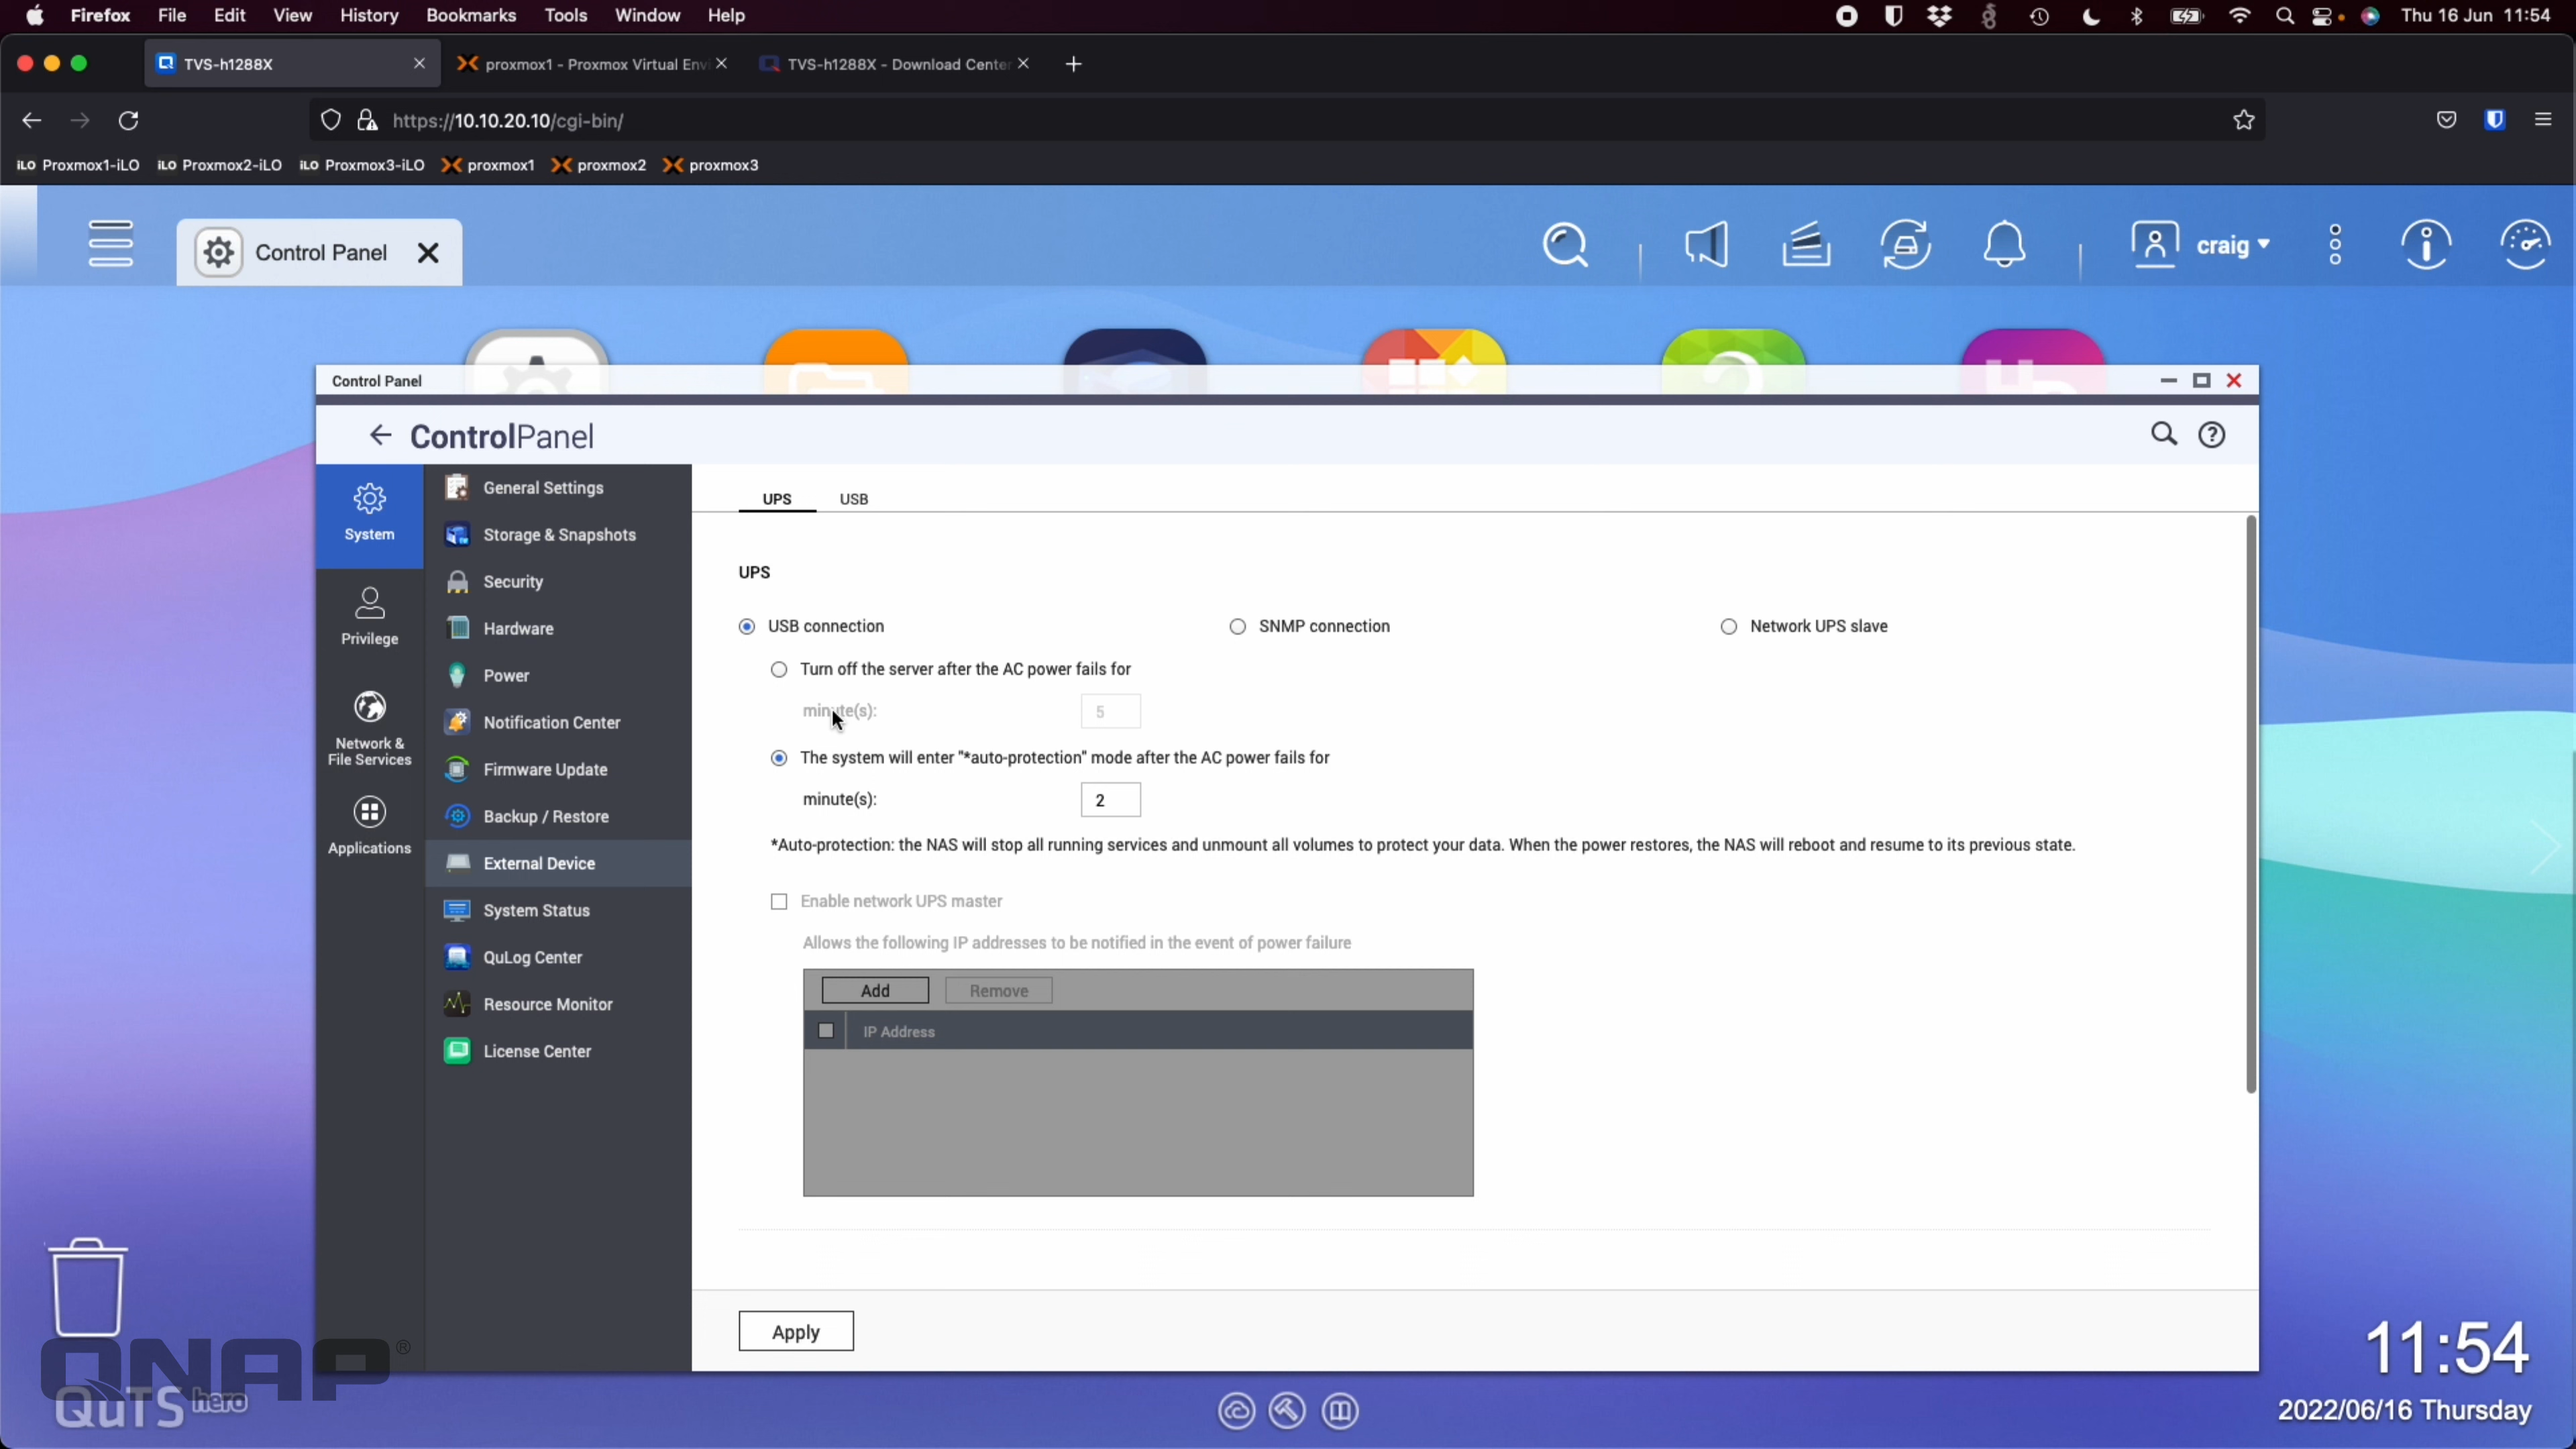 Firefox File Edit View History Bookmarks Tools Window Help Thu 16 Jun 11:54
TVS-h1288X proxmox1 - Proxmox Virtual Envi TVS-h1288X - Download Center
https://10.10.20.10/cgi-bin/
iLO Proxmox1-iLO iLO Proxmox2-iLO iLO Proxmox3-iLO proxmox1 proxmox2 proxmox3
Control Panel craig
Control Panel
ControlPanel
System
Privilege
Network &
File Services
Applications
General Settings
Storage & Snapshots
Security
Hardware
Power
Notification Center
Firmware Update
Backup / Restore
External Device
System Status
QuLog Center
Resource Monitor
License Center
UPS USB
UPS
USB connection SNMP connection Network UPS slave
Turn off the server after the AC power fails for
minute(s): 5
The system will enter "*auto-protection" mode after the AC power fails for
minute(s): 2
*Auto-protection: the NAS will stop all running services and unmount all volumes to protect your data. When the power restores, the NAS will reboot and resume to its previous state.
Enable network UPS master
Allows the following IP addresses to be notified in the event of power failure
Add Remove
IP Address
Apply
QNAP®
QuTS hero
11:54
2022/06/16 Thursday